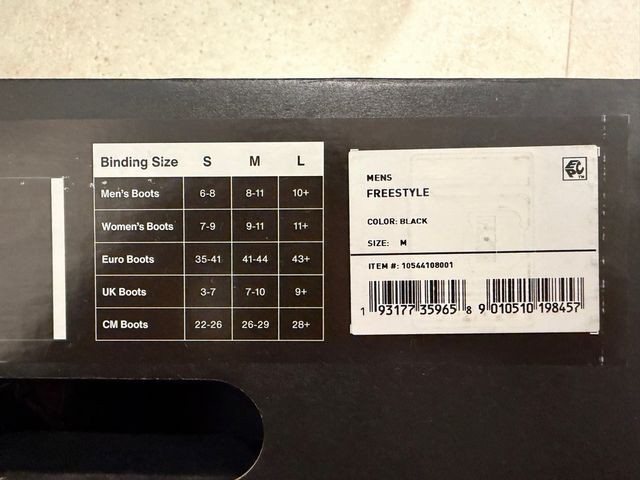 Binding Size S M L
Men's Boots 6-8 8-11 10+
Women's Boots 7-9 9-11 11+
Euro Boots 35-41 41-44 43+
UK Boots 3-7 7-10 9+
CM Boots 22-26 26-29 28+
MENS
FREESTYLE
COLOR: BLACK
SIZE: M
ITEM #: 10544108001
1 93177 35965 8 9 010510 198457